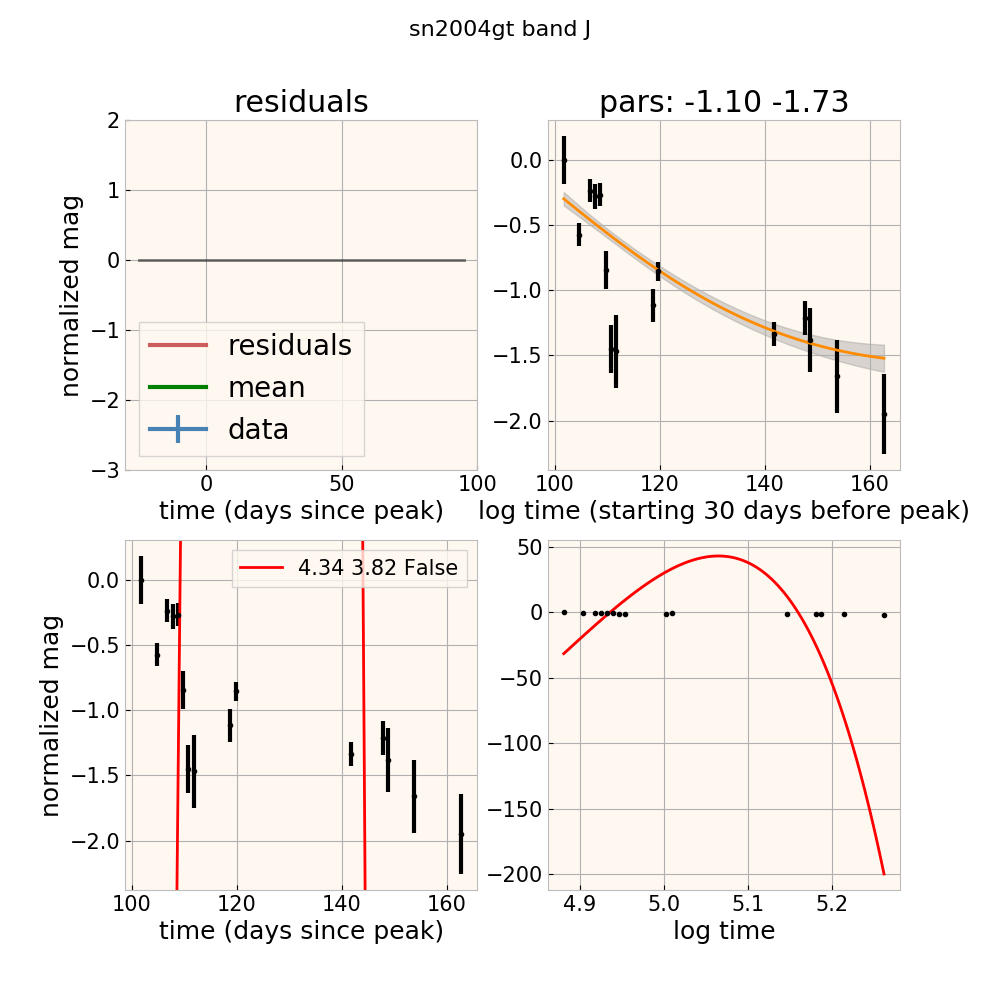 sn2004gt band J
residuals
pars: -1.10 -1.73
normalized mag
2
1
0
−1
−2
−3
residuals
mean
data
0
50
100
time (days since peak)
0.0
−0.5
−1.0
−1.5
−2.0
100
120
140
160
log time (starting 30 days before peak)
normalized mag
0.0
−0.5
−1.0
−1.5
−2.0
4.34 3.82 False
100
120
140
160
time (days since peak)
50
0
−50
−100
−150
−200
4.9
5.0
5.1
5.2
log time